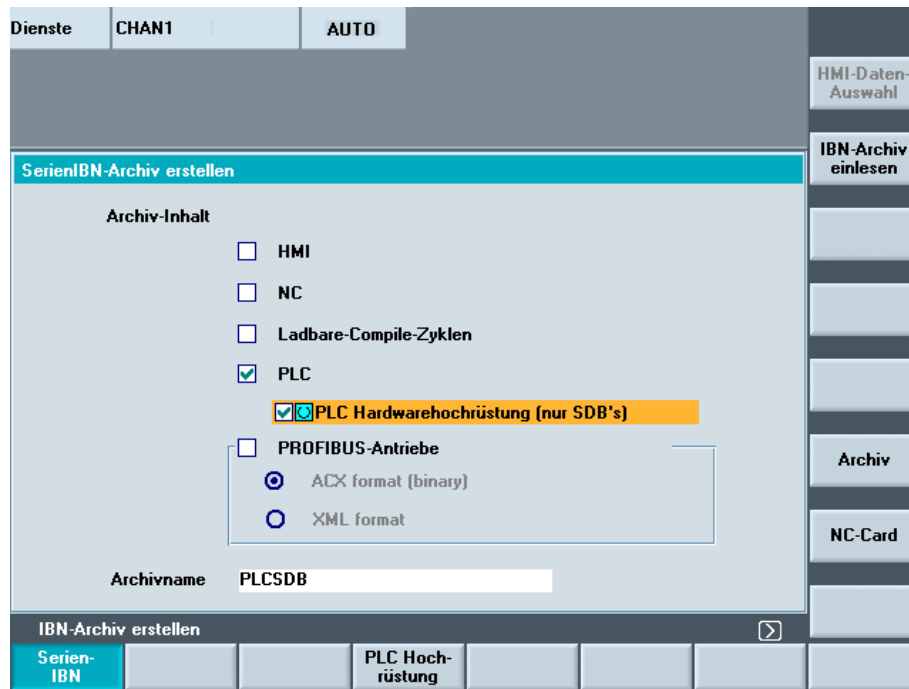 Dienste CHAN1 AUTO
HMI-Daten-
Auswahl
IBN-Archiv
einlesen
SerienIBN-Archiv erstellen
Archiv-Inhalt
HMI
NC
Ladbare-Compile-Zyklen
PLC
PLC Hardwarehochrüstung (nur SDB's)
PROFIBUS-Antriebe
ACX format (binary)
XML format
Archiv
NC-Card
Archivname PLCSDB
IBN-Archiv erstellen
Serien-
IBN
PLC Hoch-
rüstung